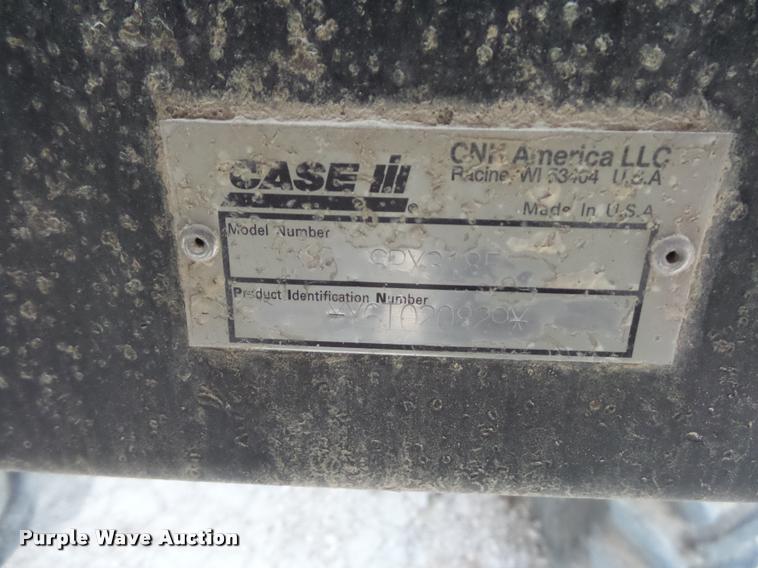 CASE IH
CNH America LLC
Racine, WI 53404 U.S.A
Made In U.S.A.
Model Number
Product Identification Number
Purple Wave Auction